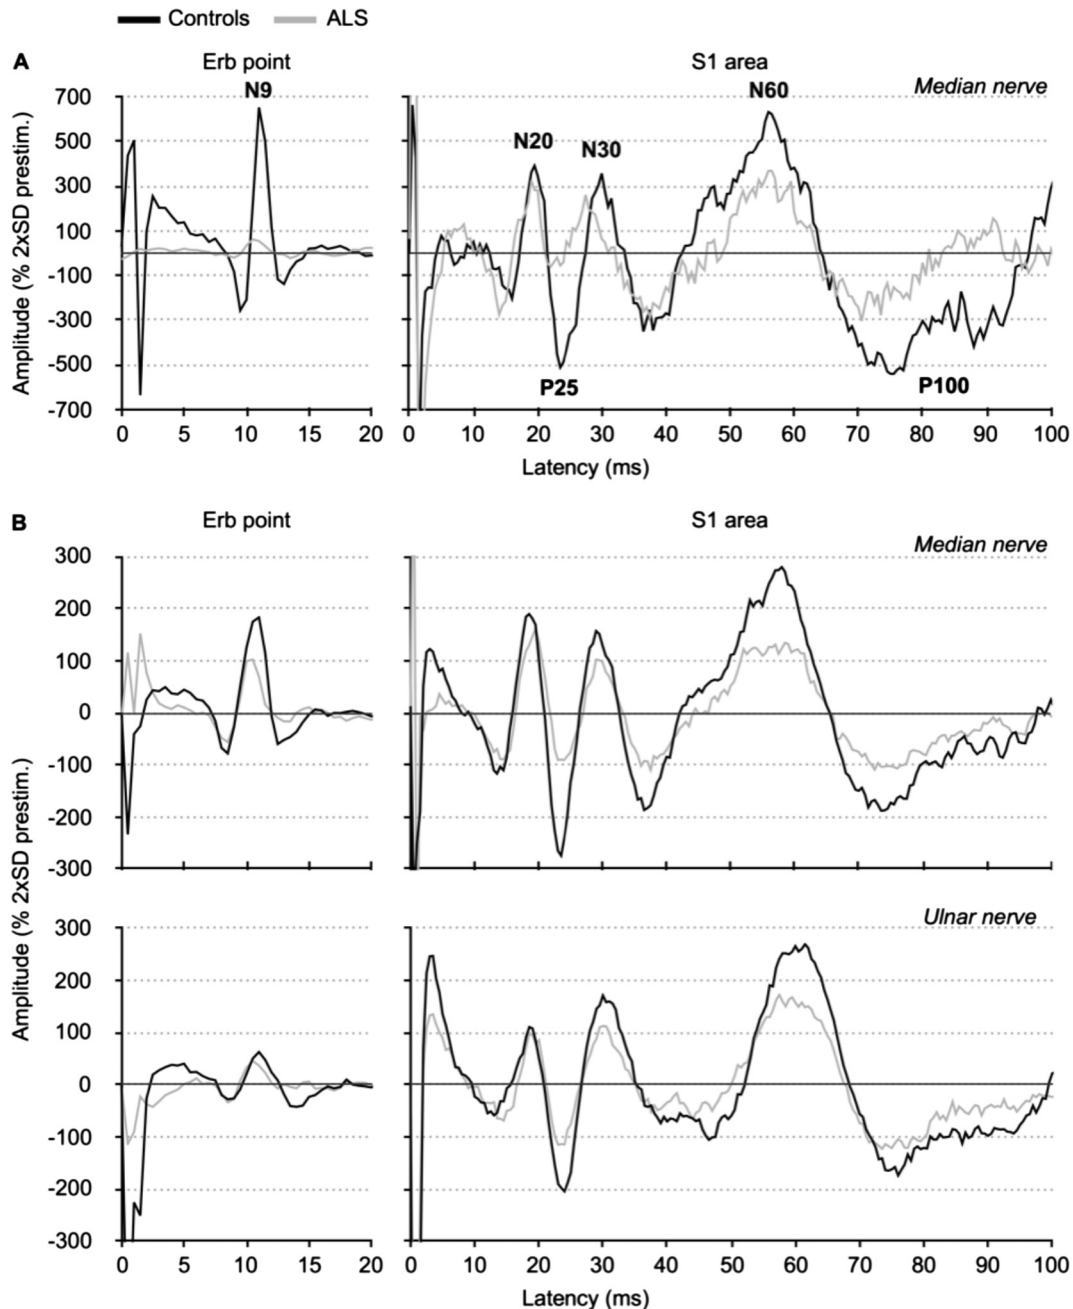 Controls ALS
A Erb point S1 area
Median nerve
N9 N60
N20 N30
P25 P100
700
500
300
100
-100
-300
-500
-700
Amplitude (% 2xSD prestim.)
0 5 10 15 20 0 10 20 30 40 50 60 70 80 90 100
Latency (ms)
B Erb point S1 area
Median nerve
300
200
100
0
-100
-200
-300
Amplitude (% 2xSD prestim.)
Ulnar nerve
300
200
100
0
-100
-200
-300
0 5 10 15 20 0 10 20 30 40 50 60 70 80 90 100
Latency (ms)